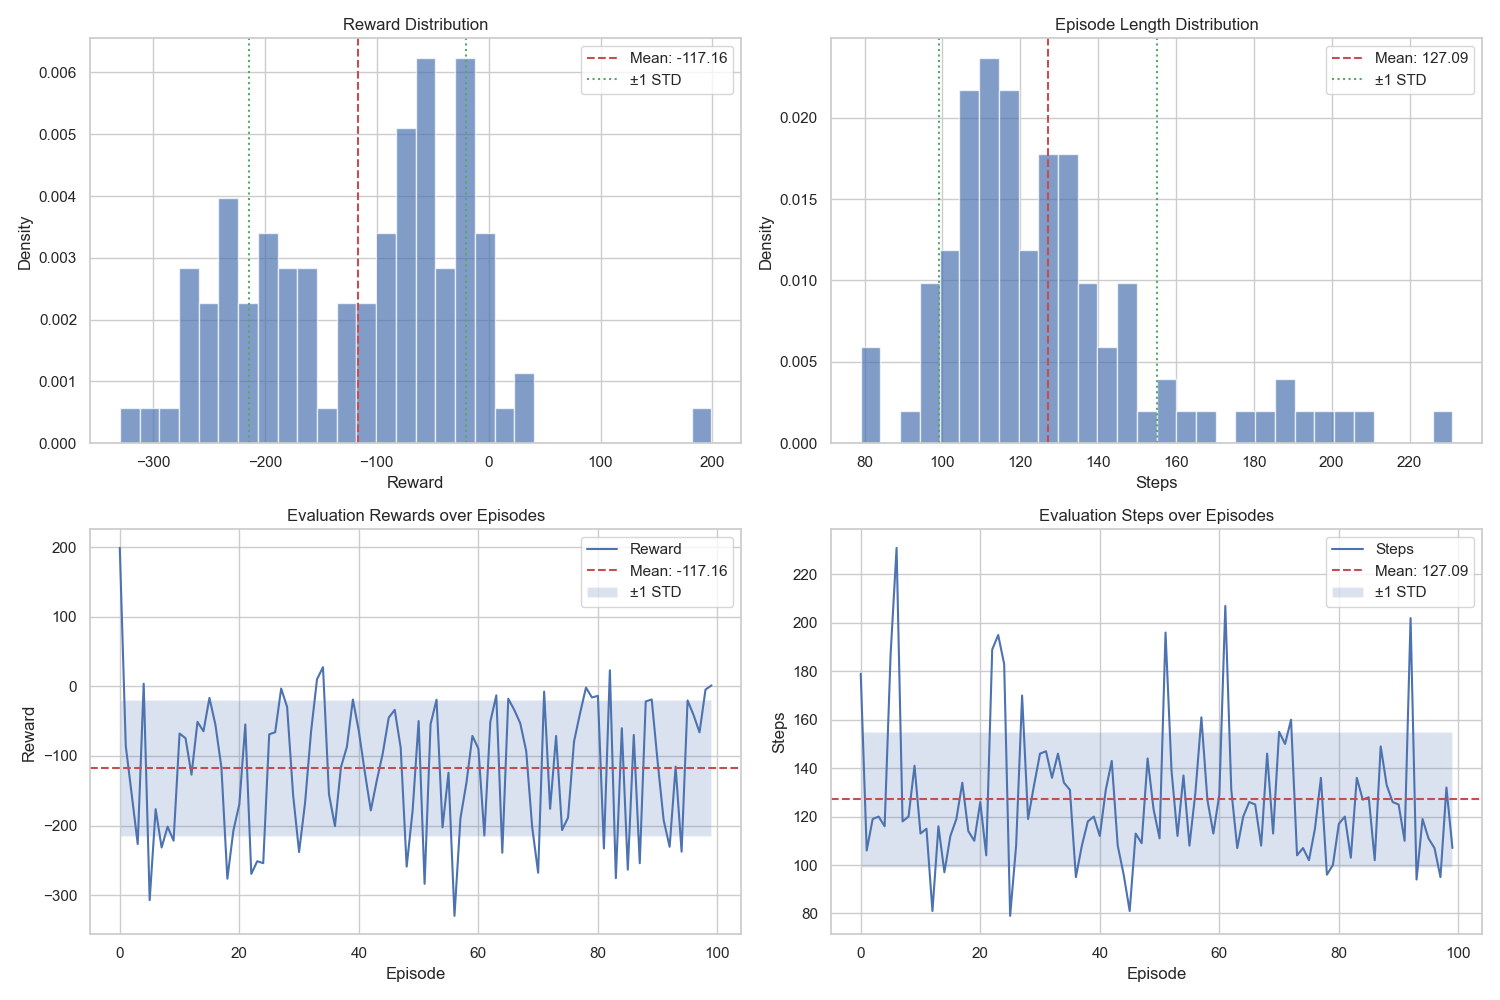 Reward Distribution
Mean: -117.16
±1 STD
0.006
0.005
0.004
0.003
0.002
0.001
0.000
Density
−300
−200
−100
0
100
200
Reward
Episode Length Distribution
Mean: 127.09
±1 STD
0.020
0.015
0.010
0.005
0.000
Density
80
100
120
140
160
180
200
220
Steps
Evaluation Rewards over Episodes
Reward
Mean: -117.16
±1 STD
200
100
0
−100
−200
−300
Reward
0
20
40
60
80
100
Episode
Evaluation Steps over Episodes
Steps
Mean: 127.09
±1 STD
220
200
180
160
140
120
100
80
Steps
0
20
40
60
80
100
Episode